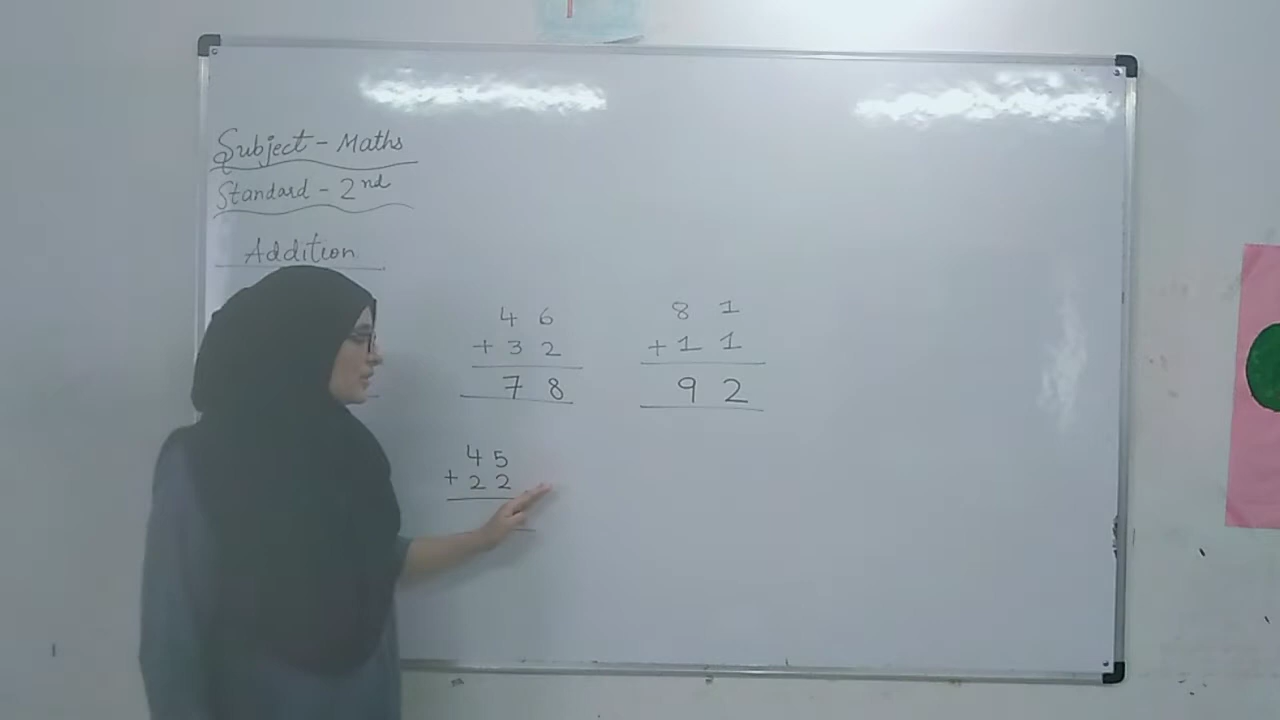 Subject - Maths
Standard - 2nd
Addition
4 6
+ 3 2
7 8
8 1
+ 1 1
9 2
4 5
+ 2 2